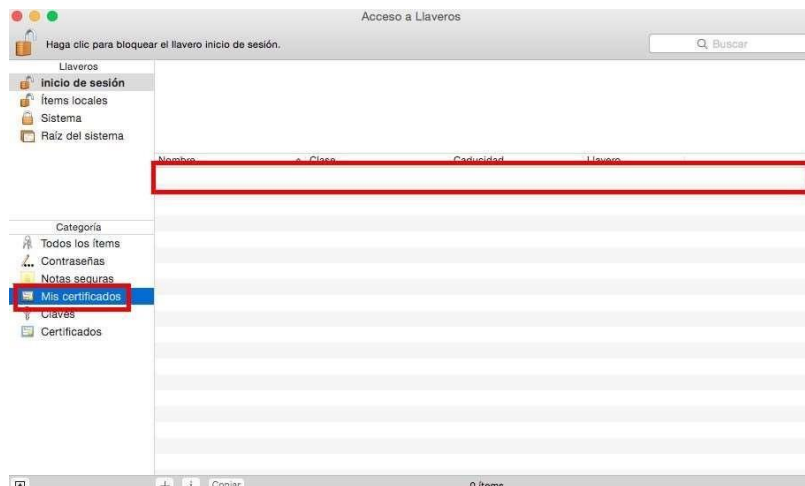 Acceso a Llaveros
Haga clic para bloquear el llavero inicio de sesión.
Buscar
Llaveros
inicio de sesión
Ítems locales
Sistema
Raíz del sistema
Nombre Clase Caducidad Llavero
Categoría
Todos los ítems
Contraseñas
Notas seguras
Mis certificados
Claves
Certificados
+ i Copiar 0 ítems